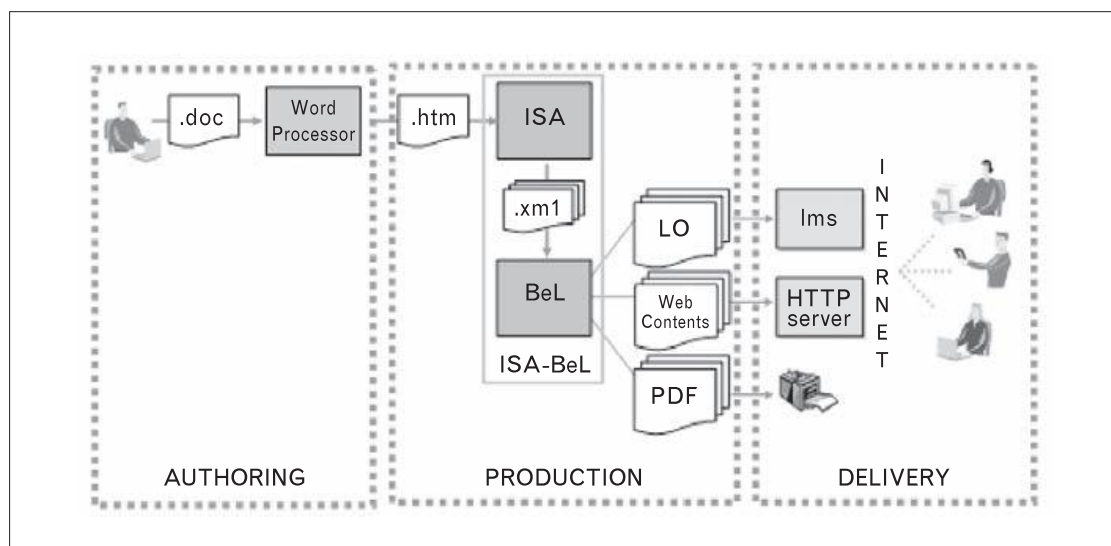 .doc
Word
Processor
.htm
ISA
.xm1
BeL
ISA-BeL
LO
Web
Contents
PDF
lms
HTTP
server
INTERNET
AUTHORING
PRODUCTION
DELIVERY